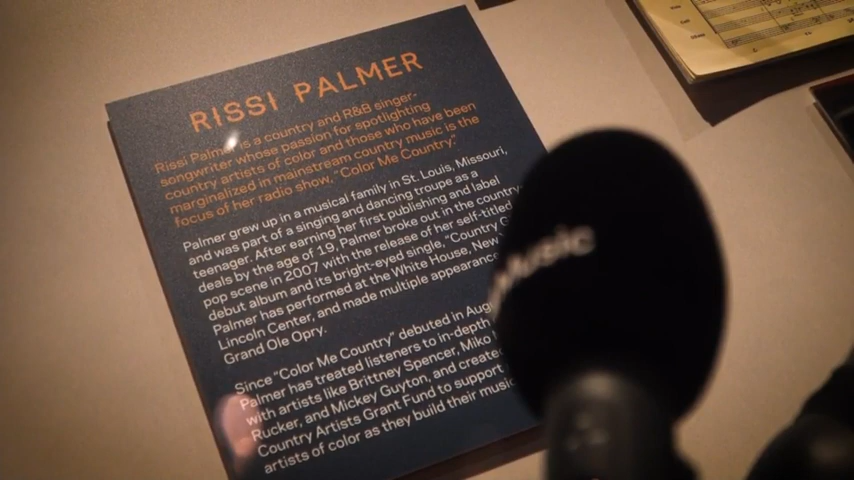 RISSI PALMER
Rissi Palmer is a country and R&B singer-
songwriter whose passion for spotlighting
country artists of color and those who have been
marginalized in mainstream country music is the
focus of her radio show, "Color Me Country."
Palmer grew up in a musical family in St. Louis, Missouri,
and was part of a singing and dancing troupe as a
teenager. After earning her first publishing and label
deals by the age of 19, Palmer broke out in the country
pop scene in 2007 with the release of her self-titled
debut album and its bright-eyed single, "Country G
Palmer has performed at the White House, New
Lincoln Center, and made multiple appearance
Grand Ole Opry.
Since "Color Me Country" debuted in Aug
Palmer has treated listeners to in-depth
with artists like Brittney Spencer, Miko
Rucker, and Mickey Guyton, and create
Country Artists Grant Fund to support
artists of color as they build their music
Music